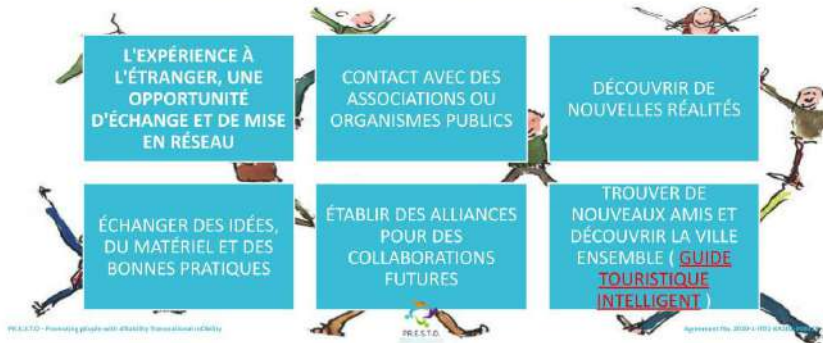 L'EXPÉRIENCE À
L'ÉTRANGER, UNE
OPPORTUNITÉ
D'ÉCHANGE ET DE MISE
EN RÉSEAU
CONTACT AVEC DES
ASSOCIATIONS OU
ORGANISMES PUBLICS
DÉCOUVRIR DE
NOUVELLES RÉALITÉS
ÉCHANGER DES IDÉES,
DU MATÉRIEL ET DES
BONNES PRATIQUES
ÉTABLIR DES ALLIANCES
POUR DES
COLLABORATIONS
FUTURES
TROUVER DE
NOUVEAUX AMIS ET
DÉCOUVRIR LA VILLE
ENSEMBLE ( GUIDE
TOURISTIQUE
INTELLIGENT )
PR.E.S.T.O - Promoting people with disability Transnational mObility
PR.E.S.T.O.
Agreement No.